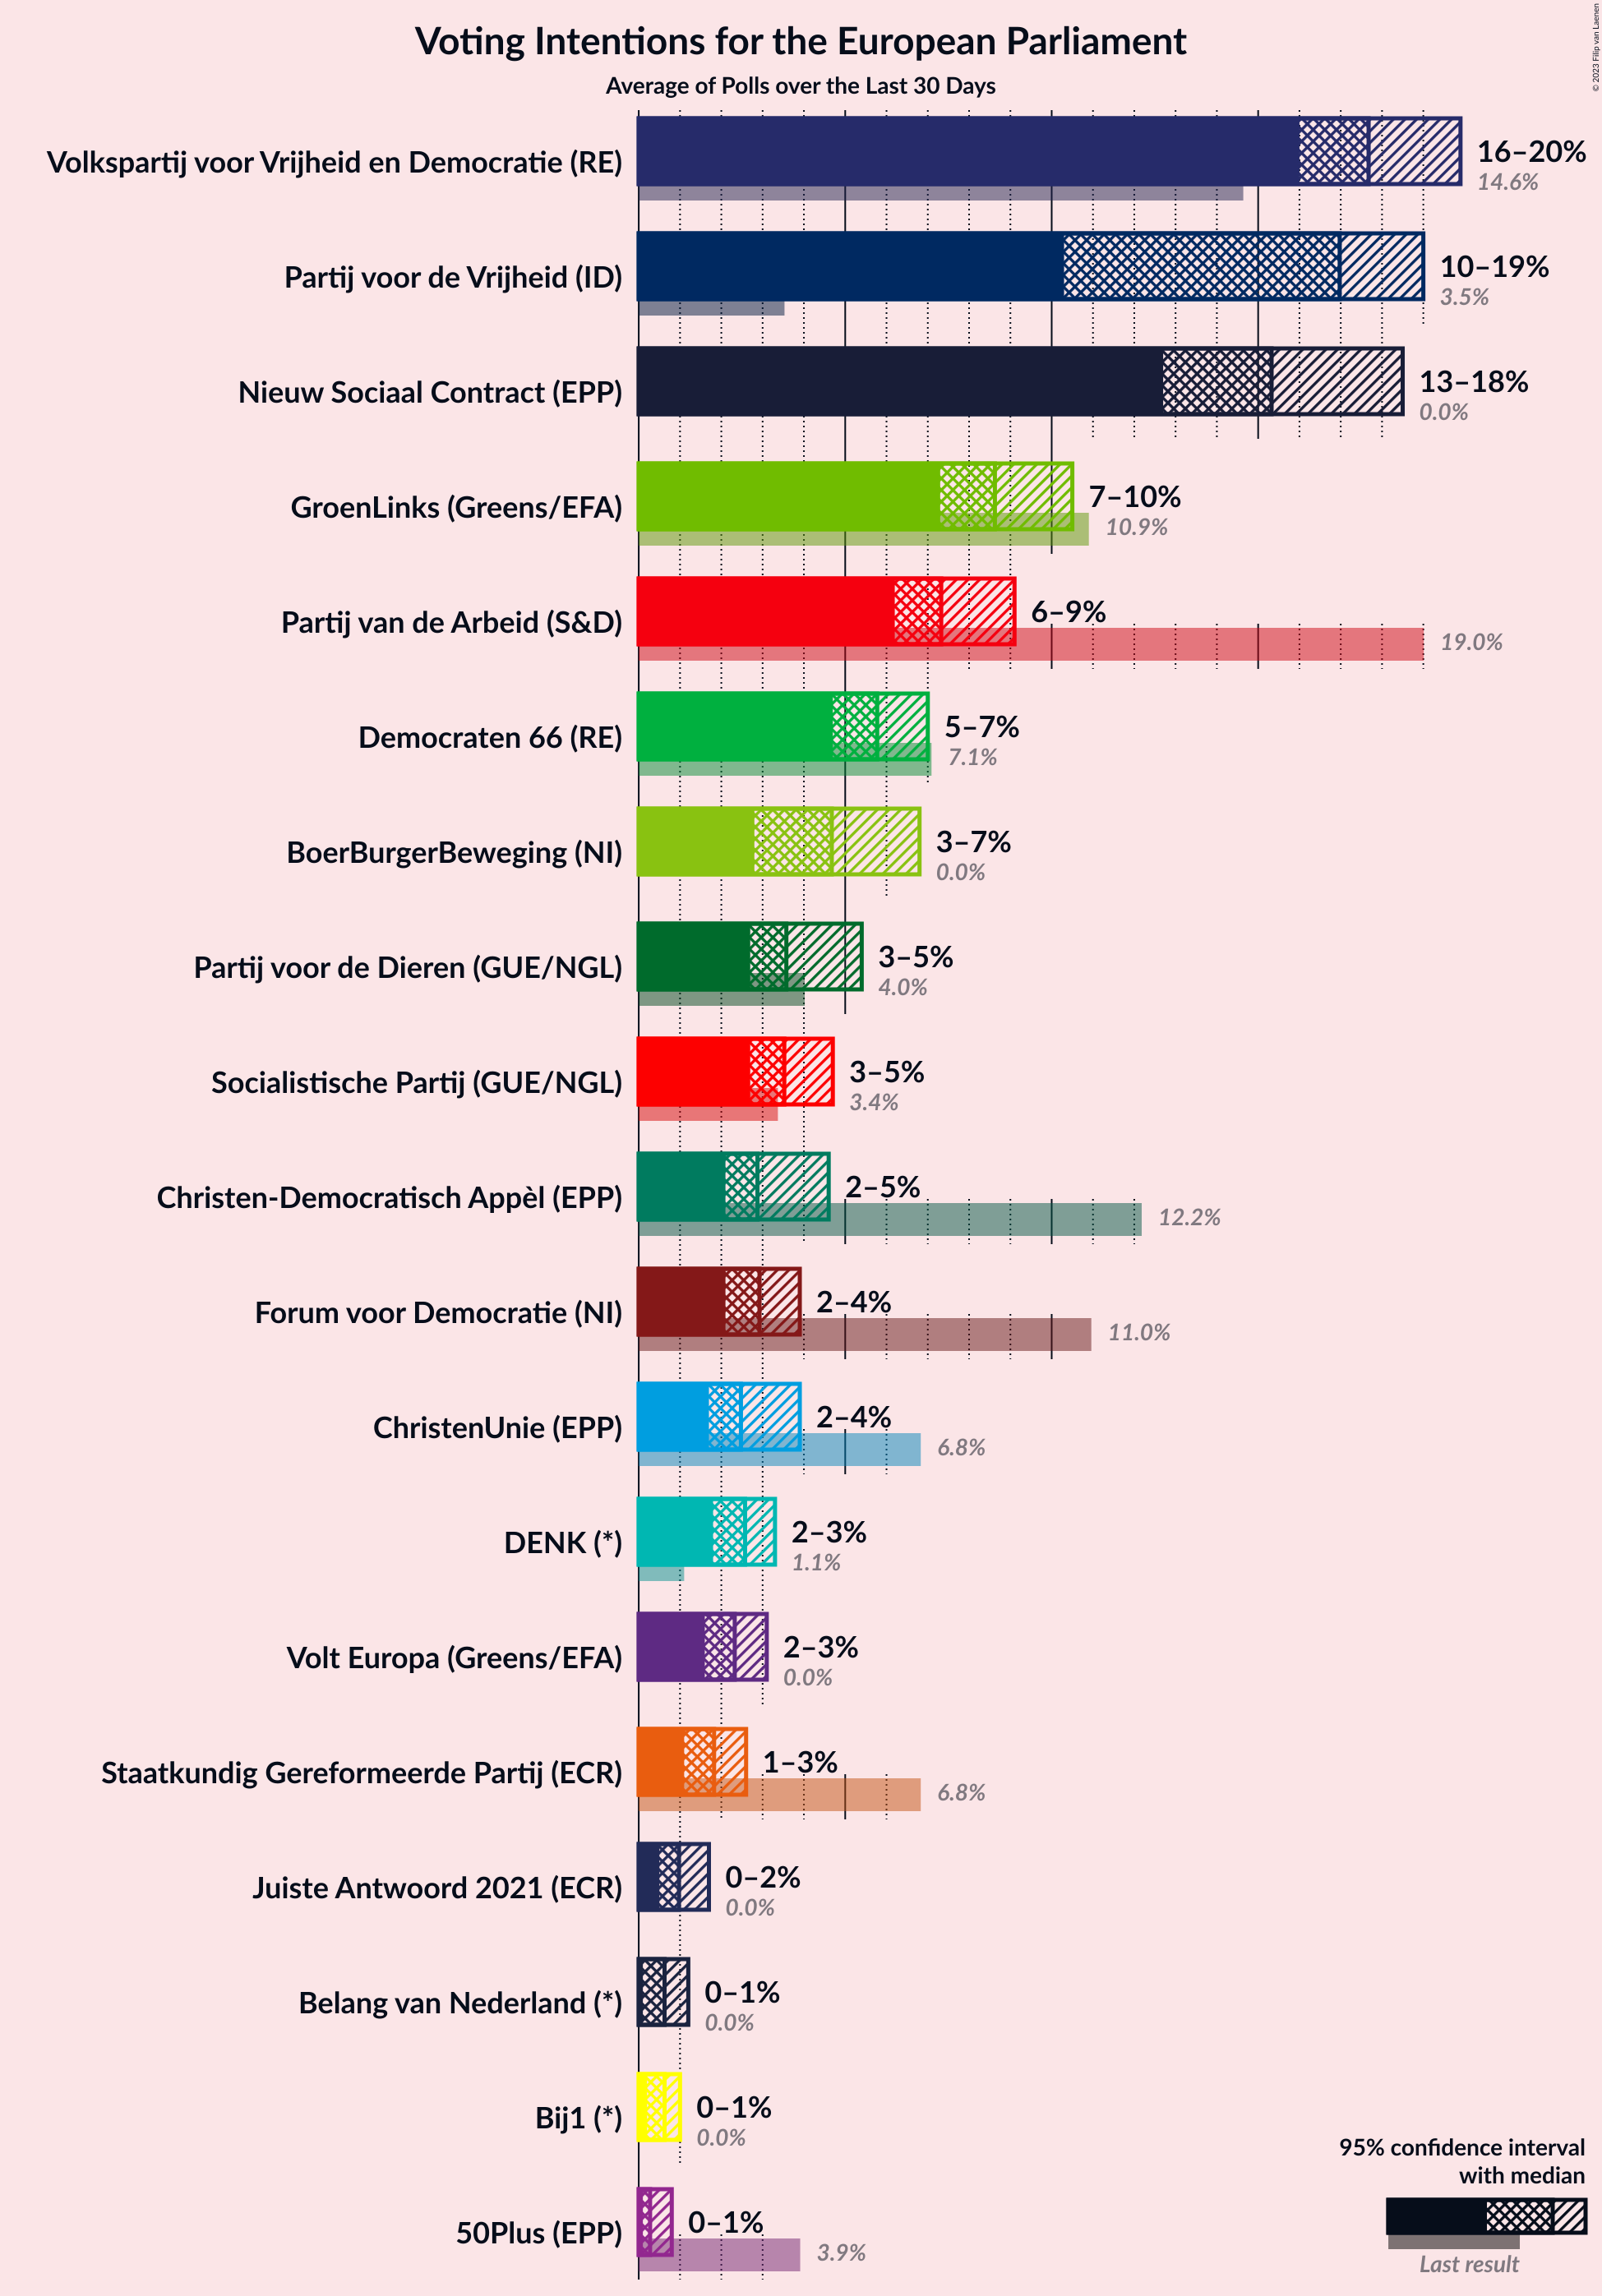 © 2023 Filip van Laenen
Voting Intentions for the European Parliament
Average of Polls over the Last 30 Days
Volkspartij voor Vrijheid en Democratie (RE)
16–20%
14.6%
Partij voor de Vrijheid (ID)
10–19%
3.5%
Nieuw Sociaal Contract (EPP)
13–18%
0.0%
GroenLinks (Greens/EFA)
7–10%
10.9%
Partij van de Arbeid (S&D)
6–9%
19.0%
Democraten 66 (RE)
5–7%
7.1%
BoerBurgerBeweging (NI)
3–7%
0.0%
Partij voor de Dieren (GUE/NGL)
3–5%
4.0%
Socialistische Partij (GUE/NGL)
3–5%
3.4%
Christen-Democratisch Appèl (EPP)
2–5%
12.2%
Forum voor Democratie (NI)
2–4%
11.0%
ChristenUnie (EPP)
2–4%
6.8%
DENK (*)
2–3%
1.1%
Volt Europa (Greens/EFA)
2–3%
0.0%
Staatkundig Gereformeerde Partij (ECR)
1–3%
6.8%
Juiste Antwoord 2021 (ECR)
0–2%
0.0%
Belang van Nederland (*)
0–1%
0.0%
Bij1 (*)
0–1%
0.0%
50Plus (EPP)
0–1%
3.9%
95% confidence interval
with median
Last result